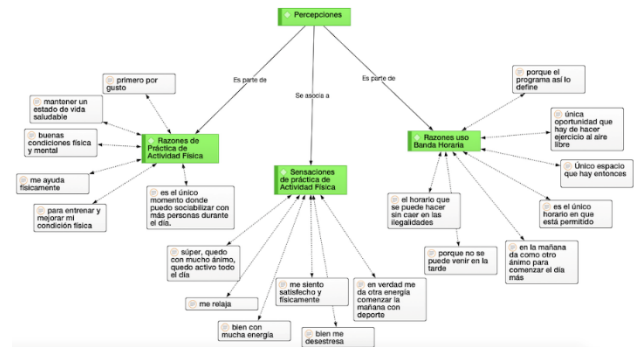 Percepciones
Es parte de
Se asocia a
Es parte de
primero por
gusto
mantener un
estado de vida
saludable
buenas
condiciones física
y mental
me ayuda
físicamente
para entrenar y
mejorar mi
condición física
Razones de
Práctica de
Actividad Física
es el único
momento donde
puedo sociabilizar con
más personas durante
el día.
Sensaciones
de práctica de
Actividad Física
súper, quedo
con mucho ánimo,
quedo activo todo
el día
me relaja
bien con
mucha energía
me siento
satisfecho y
físicamente
bien me
desestresa
en verdad me
da otra energía
comenzar la
mañana con
deporte
Razones uso
Banda Horaria
porque el
programa así lo
define
única
oportunidad que
hay de hacer
ejercicio al aire
libre
Único espacio
que hay entonces
es el único
horario en que
está permitido
en la mañana
da como otro
ánimo para
comenzar el día
más
porque no se
puede venir en la
tarde
el horario que
se puede hacer
sin caer en las
ilegalidades